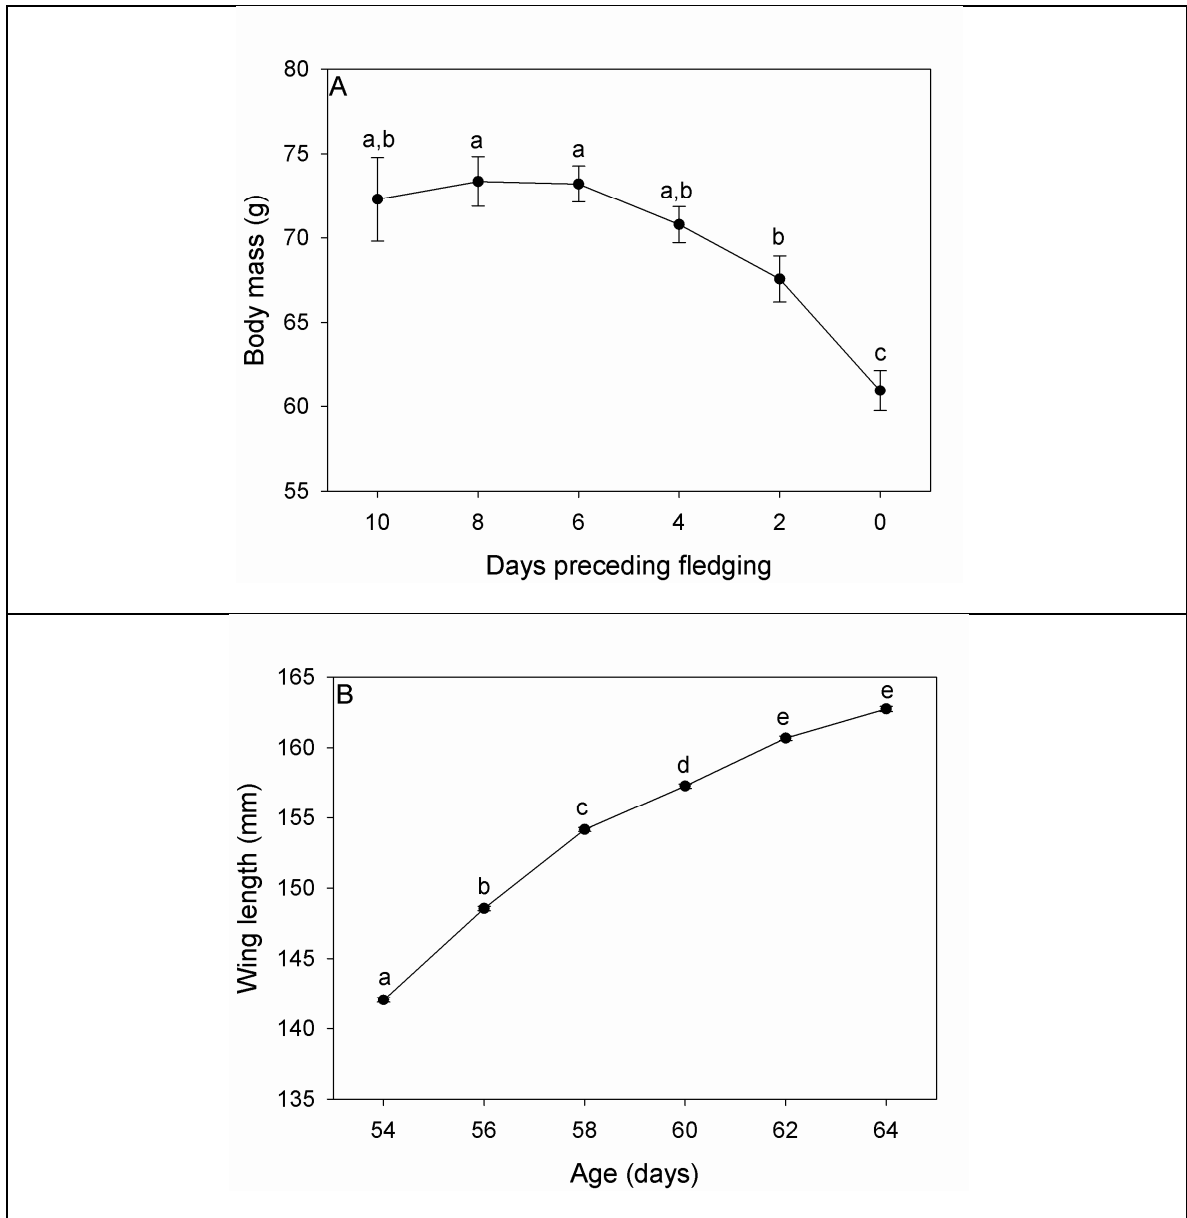 A
80
75
70
65
60
55
Body mass (g)
a,b
a
a
a,b
b
c
10 8 6 4 2 0
Days preceding fledging
B
165
160
155
150
145
140
135
Wing length (mm)
a
b
c
d
e
e
54 56 58 60 62 64
Age (days)